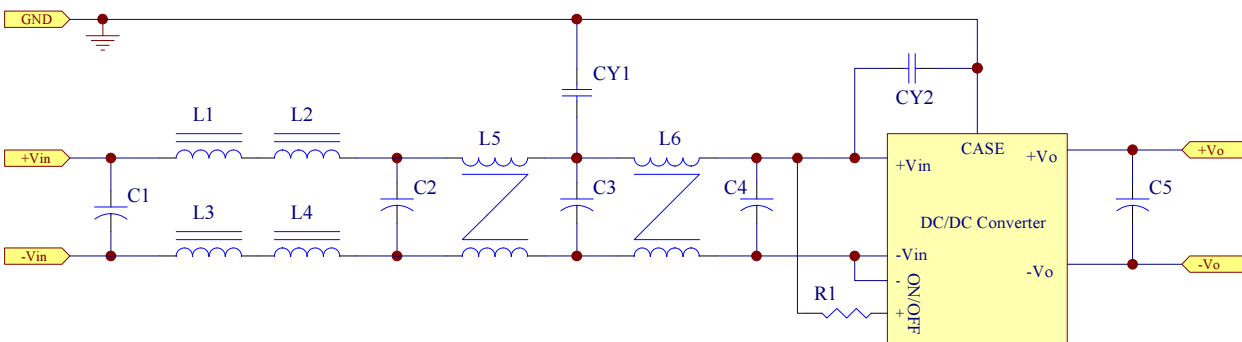 GND
CY1
CY2
L1
L2
L5
L6
+Vin
+Vin
CASE
+Vo
+Vo
C1
C2
C3
C4
C5
L3
L4
DC/DC Converter
-Vin
-Vin
-Vo
-Vo
-
ON/OFF
+
R1